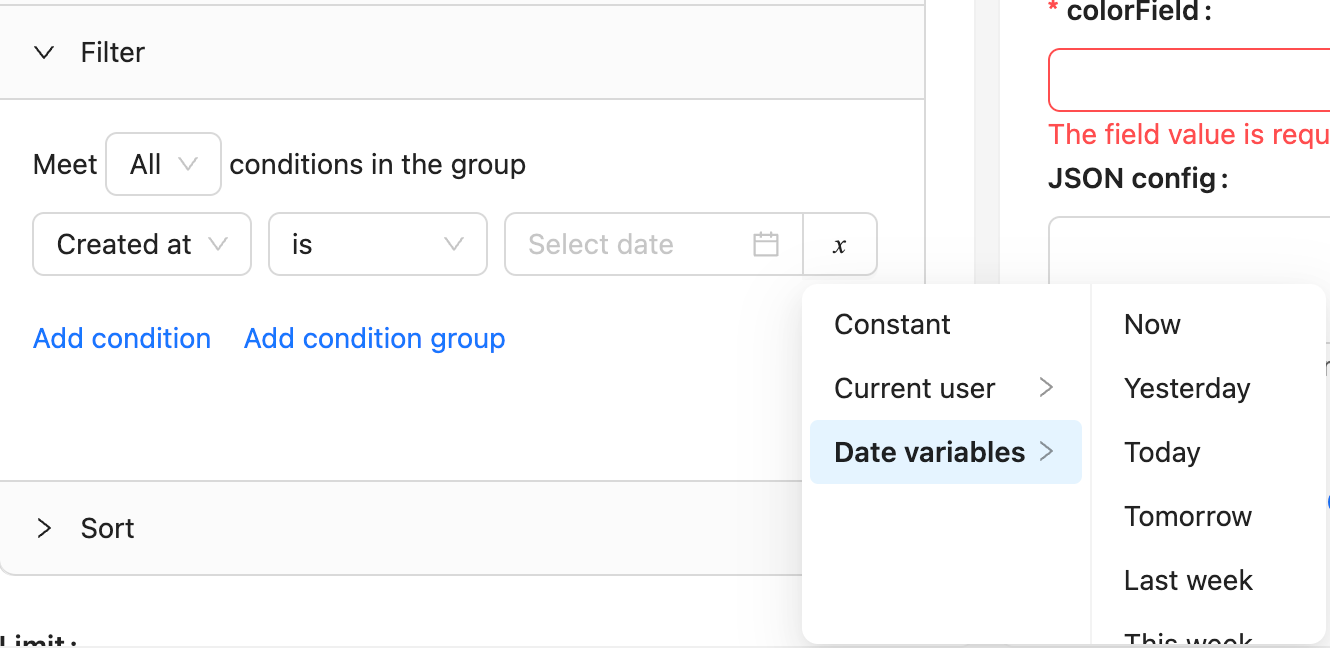 Filter
Meet All conditions in the group
Created at is Select date x
Add condition Add condition group
Sort
Limit:
* colorField:
The field value is requ
JSON config:
Constant
Current user
Date variables
Now
Yesterday
Today
Tomorrow
Last week
This week